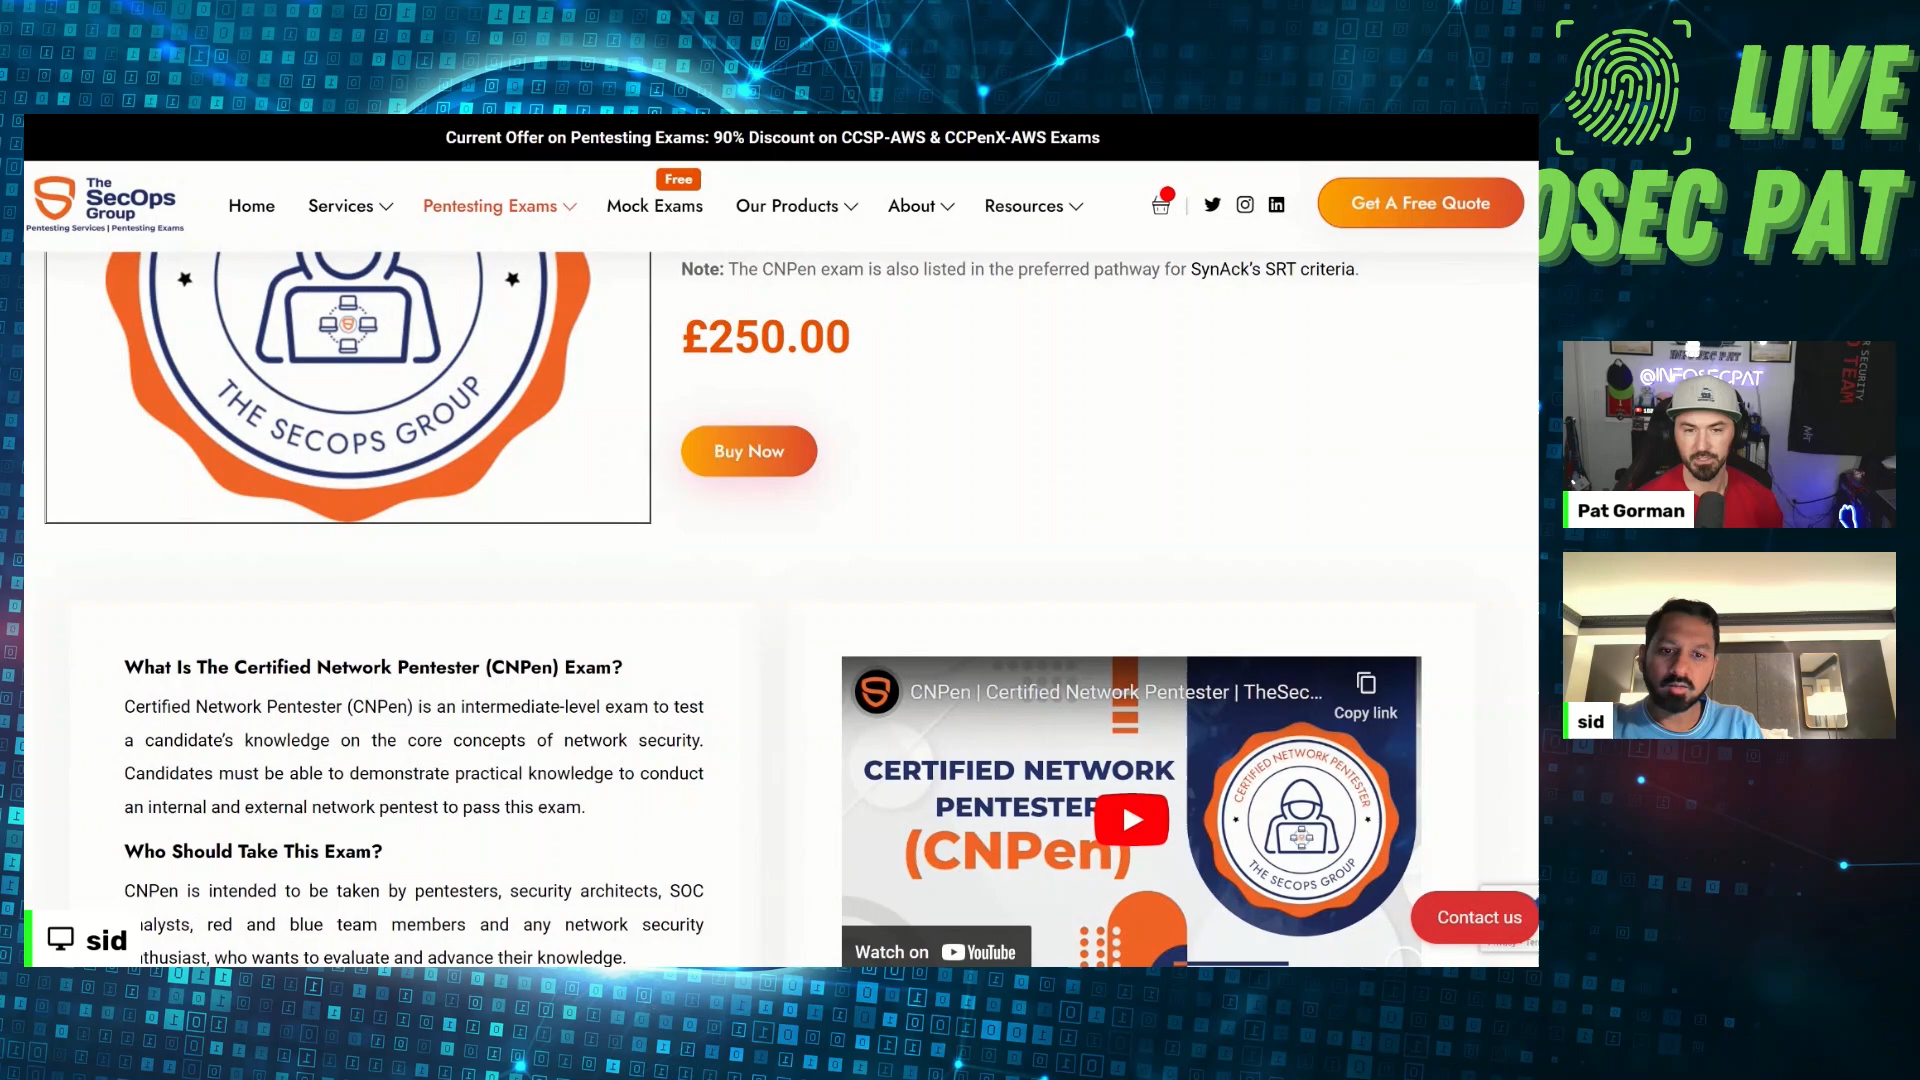 LIVE
OSEC PAT
Current Offer on Pentesting Exams: 90% Discount on CCSP-AWS & CCPenX-AWS Exams
The
SecOps
Group
Pentesting Services | Pentesting Exams
Home
Services
Pentesting Exams
Free
Mock Exams
Our Products
About
Resources
Get A Free Quote
Note: The CNPen exam is also listed in the preferred pathway for SynAck’s SRT criteria.
£250.00
Buy Now
THE SECOPS GROUP
What Is The Certified Network Pentester (CNPen) Exam?
Certified Network Pentester (CNPen) is an intermediate-level exam to test
a candidate’s knowledge on the core concepts of network security.
Candidates must be able to demonstrate practical knowledge to conduct
an internal and external network pentest to pass this exam.
Who Should Take This Exam?
CNPen is intended to be taken by pentesters, security architects, SOC
nalysts, red and blue team members and any network security
thusiast, who wants to evaluate and advance their knowledge.
sid
CNPen | Certified Network Pentester | TheSec...
Copy link
CERTIFIED NETWORK
PENTESTER
(CNPen)
CERTIFIED NETWORK PENTESTER
THE SECOPS GROUP
Watch on YouTube
Contact us
INFOSEC PAT
@INFOSECPAT
SECURITY
TEAM
Pat Gorman
sid